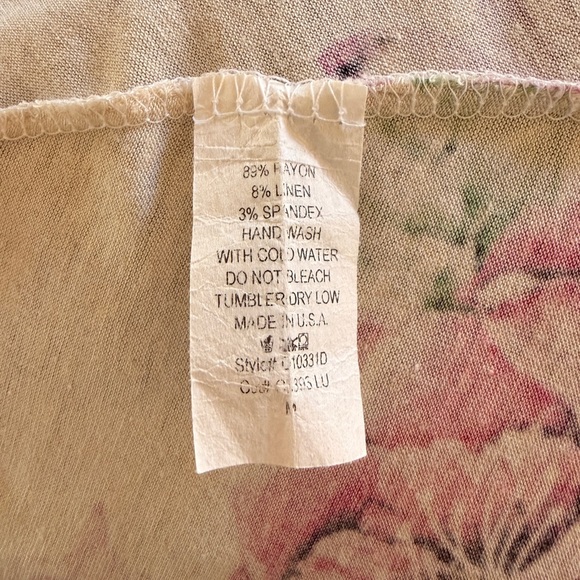 89% RAYON
8% LINEN
3% SPANDEX
HAND WASH
WITH COLD WATER
DO NOT BLEACH
TUMBLER DRY LOW
MADE IN U.S.A.
Style#
M